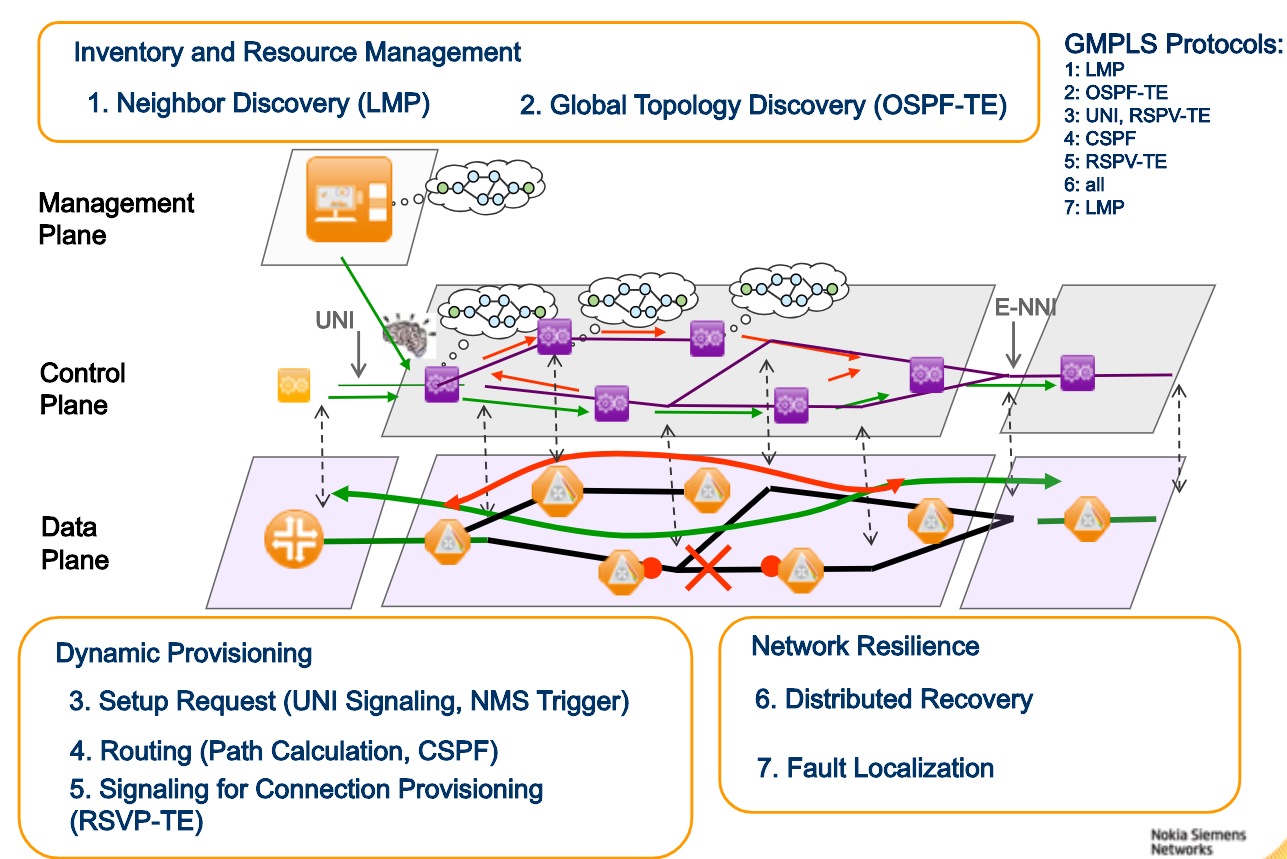 Inventory and Resource Management
1. Neighbor Discovery (LMP)
2. Global Topology Discovery (OSPF-TE)
GMPLS Protocols:
1: LMP
2: OSPF-TE
3: UNI, RSPV-TE
4: CSPF
5: RSPV-TE
6: all
7: LMP
Management
Plane
UNI
E-NNI
Control
Plane
Data
Plane
Dynamic Provisioning
3. Setup Request (UNI Signaling, NMS Trigger)
4. Routing (Path Calculation, CSPF)
5. Signaling for Connection Provisioning
(RSVP-TE)
Network Resilience
6. Distributed Recovery
7. Fault Localization
Nokia Siemens
Networks